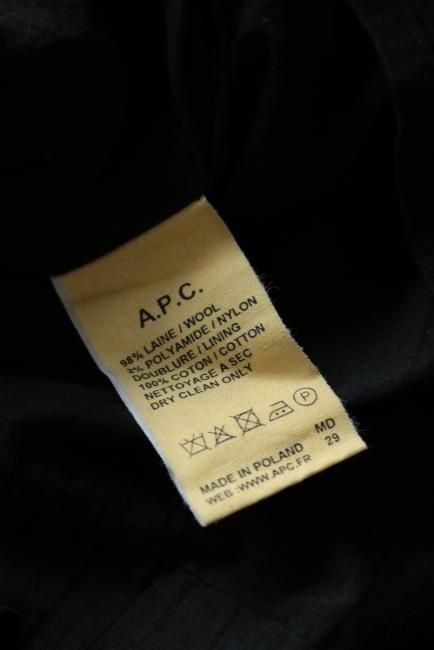 A.P.C.
98% LAINE / WOOL
2% POLYAMIDE / NYLON
DOUBLURE / LINING
100% COTON / COTTON
NETTOYAGE A SEC
DRY CLEAN ONLY
P
MD
MADE IN POLAND 29
WEB :WWW.APC.FR